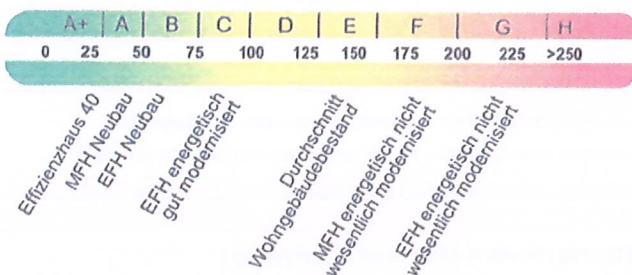 A+ A B C D E F G H
0 25 50 75 100 125 150 175 200 225 >250
Effizienzhaus 40
MFH Neubau
EFH Neubau
EFH energetisch
gut modernisiert
Durchschnitt
Wohngebäudebestand
MFH energetisch nicht
wesentlich modernisiert
EFH energetisch nicht
wesentlich modernisiert